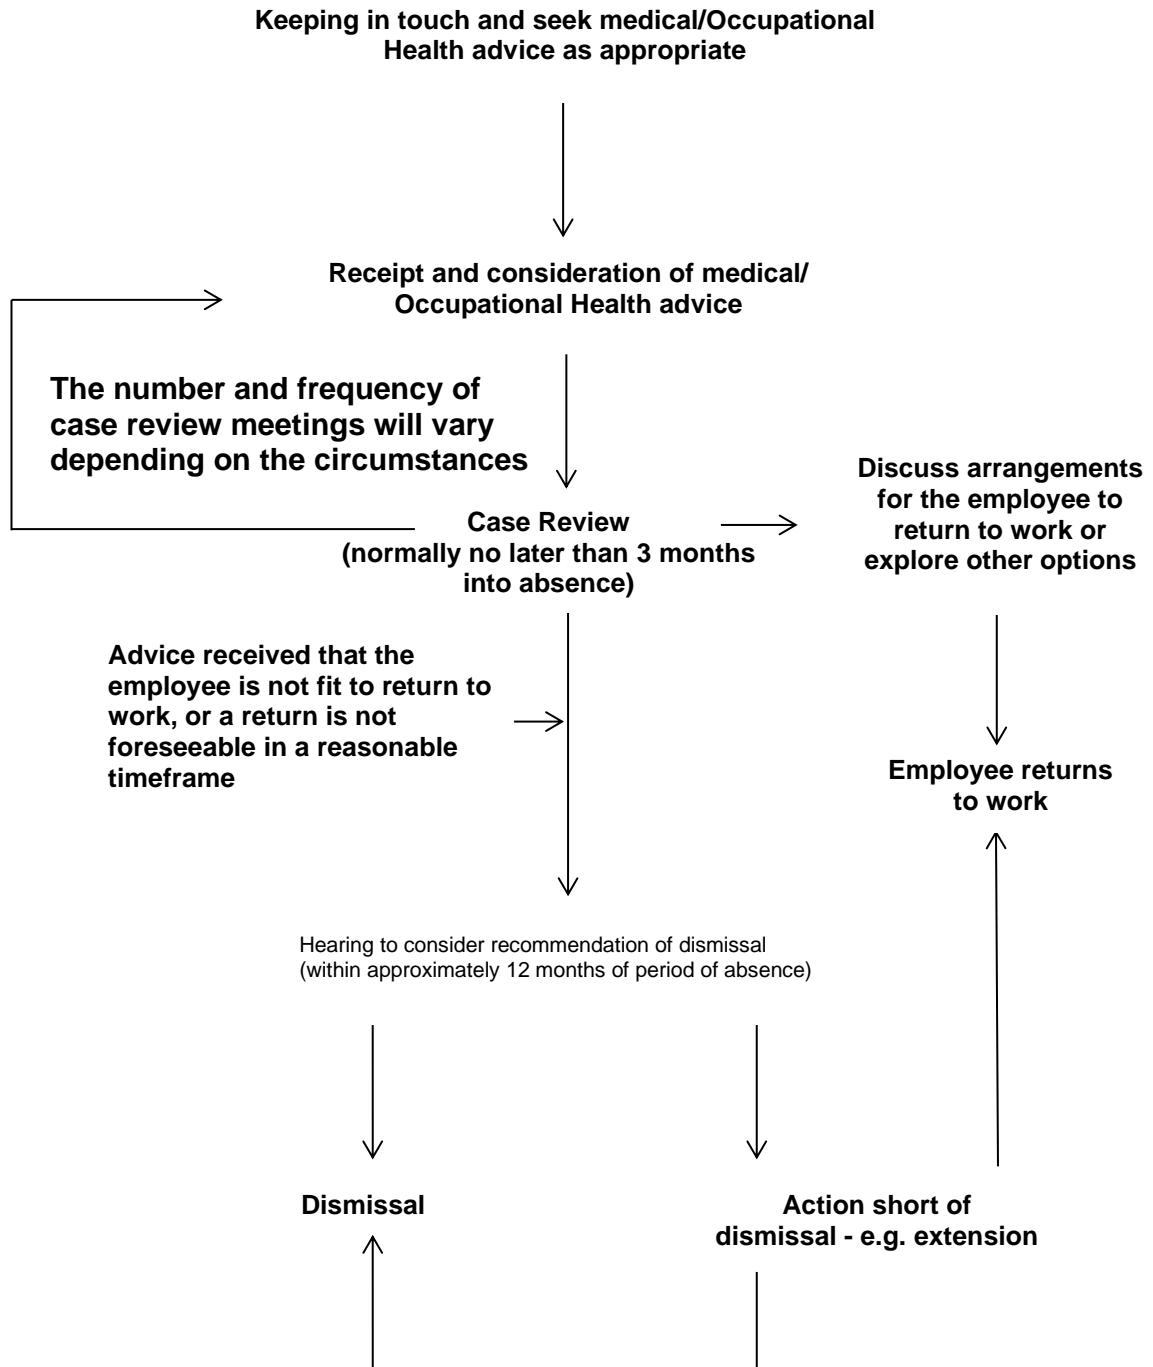 Keeping in touch and seek medical/Occupational
Health advice as appropriate
Receipt and consideration of medical/
Occupational Health advice
The number and frequency of
case review meetings will vary
depending on the circumstances
Discuss arrangements
for the employee to
return to work or
explore other options
Case Review
(normally no later than 3 months
into absence)
Advice received that the
employee is not fit to return to
work, or a return is not
foreseeable in a reasonable
timeframe
Employee returns
to work
Hearing to consider recommendation of dismissal
(within approximately 12 months of period of absence)
Dismissal
Action short of
dismissal - e.g. extension